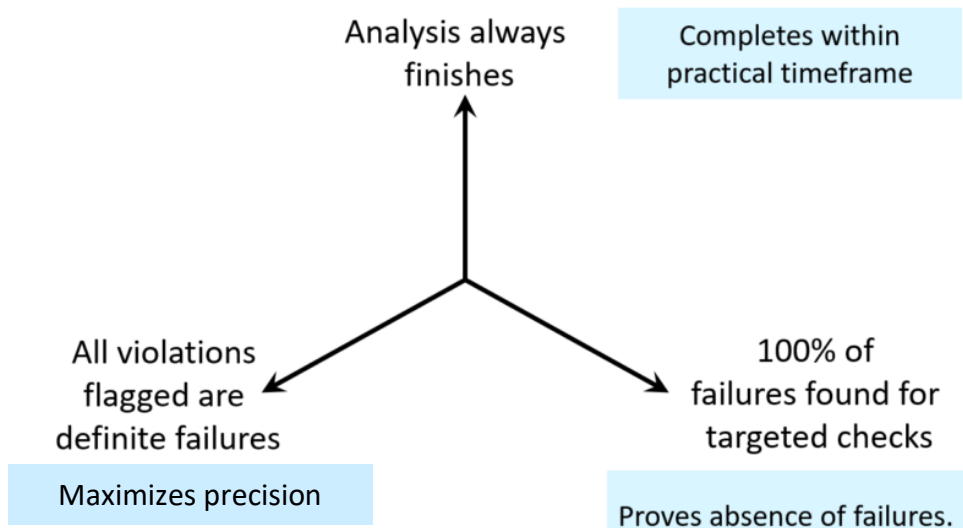 Analysis always
finishes
Completes within
practical timeframe
All violations
flagged are
definite failures
Maximizes precision
100% of
failures found for
targeted checks
Proves absence of failures.